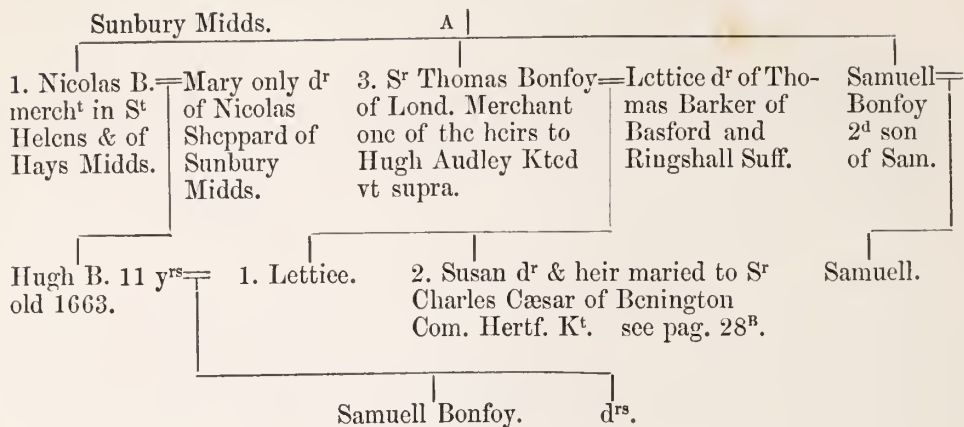 Sunbury Midds.
A
1. Nicolas B.
merchᵗ in Sᵗ
Helens & of
Hays Midds.
Mary only dʳ
of Nicolas
Sheppard of
Sunbury
Midds.
3. Sʳ Thomas Bonfoy
of Lond. Merchant
one of the heirs to
Hugh Audley Kted
vt supra.
Lettice dʳ of Tho-
mas Barker of
Basford and
Ringshall Suff.
Samuell
Bonfoy
2ᵈ son
of Sam.
Hugh B. 11 yʳˢ
old 1663.
1. Lettice.
2. Susan dʳ & heir maried to Sʳ
Charles Cæsar of Benington
Com. Hertf. Kᵗ. see pag. 28ᴮ.
Samuell.
Samuell Bonfoy.
dʳˢ.